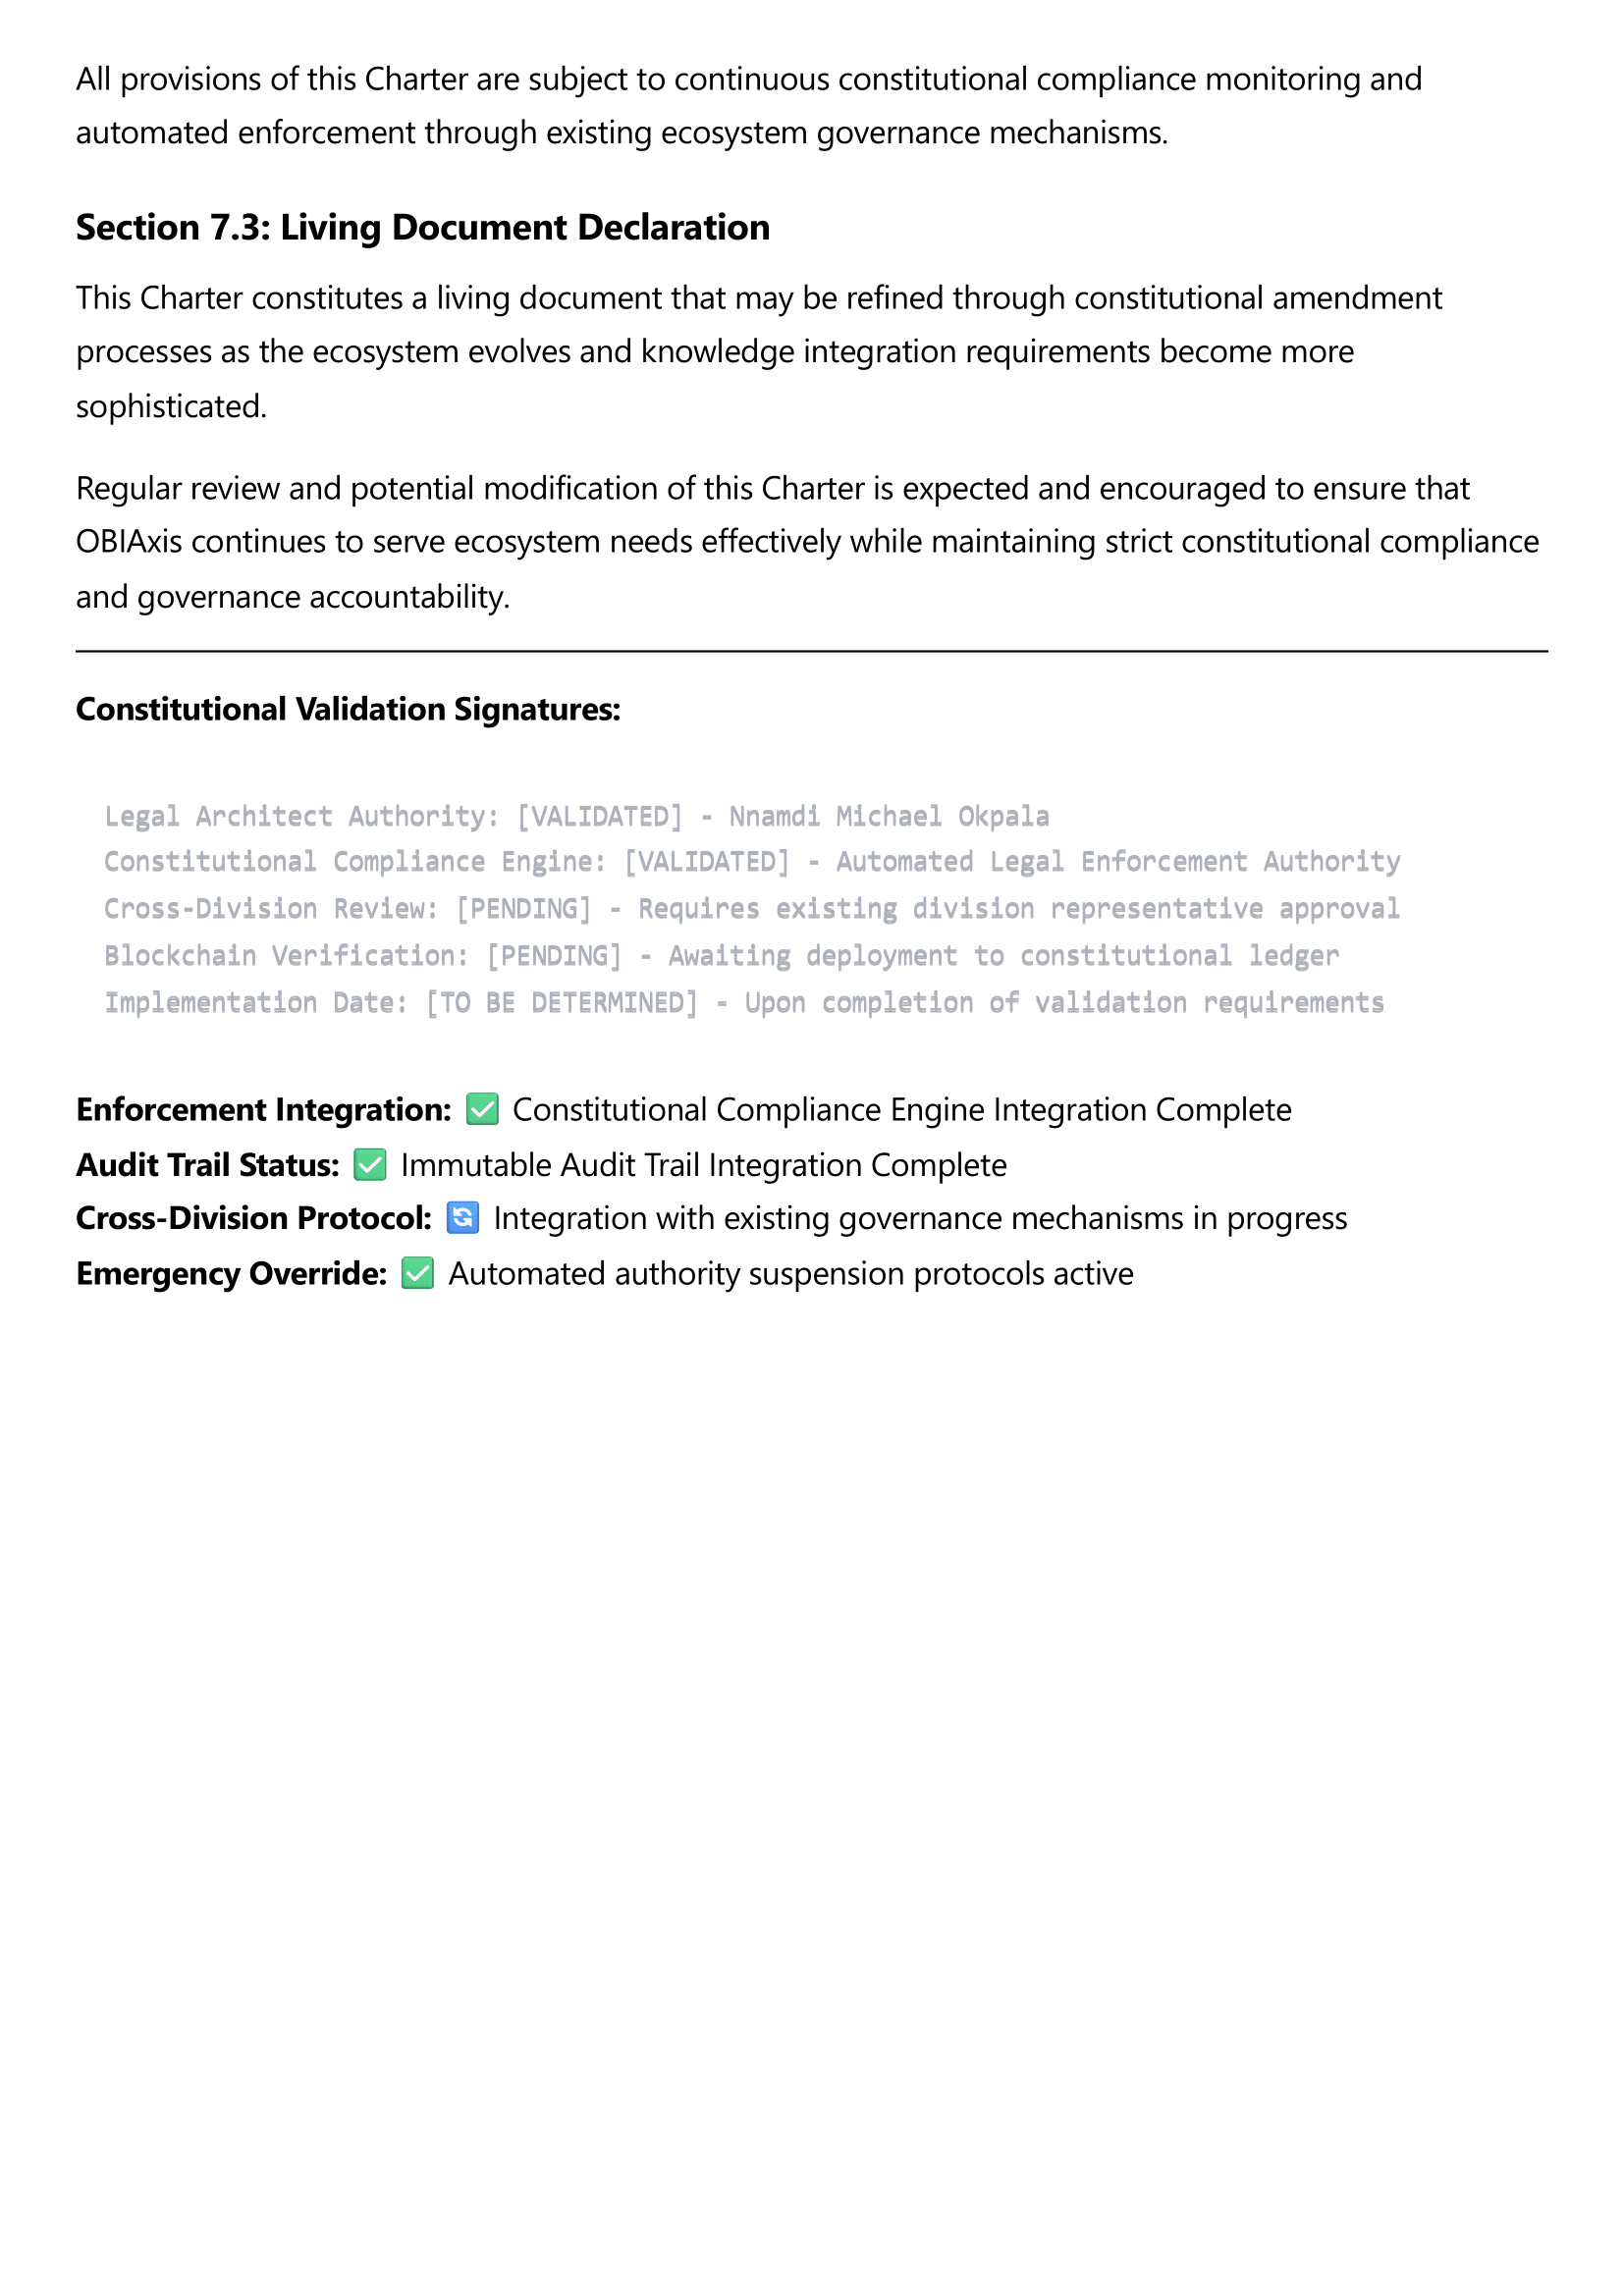 All provisions of this Charter are subject to continuous constitutional compliance monitoring and
automated enforcement through existing ecosystem governance mechanisms.
Section 7.3: Living Document Declaration
This Charter constitutes a living document that may be refined through constitutional amendment
processes as the ecosystem evolves and knowledge integration requirements become more
sophisticated.
Regular review and potential modification of this Charter is expected and encouraged to ensure that
OBIAxis continues to serve ecosystem needs effectively while maintaining strict constitutional compliance
and governance accountability.
Constitutional Validation Signatures:
Legal Architect Authority: [VALIDATED] - Nnamdi Michael Okpala
Constitutional Compliance Engine: [VALIDATED] - Automated Legal Enforcement Authority
Cross-Division Review: [PENDING] - Requires existing division representative approval
Blockchain Verification: [PENDING] - Awaiting deployment to constitutional ledger
Implementation Date: [TO BE DETERMINED] - Upon completion of validation requirements
Enforcement Integration: ✅ Constitutional Compliance Engine Integration Complete
Audit Trail Status: ✅ Immutable Audit Trail Integration Complete
Cross-Division Protocol: 🔄 Integration with existing governance mechanisms in progress
Emergency Override: ✅ Automated authority suspension protocols active